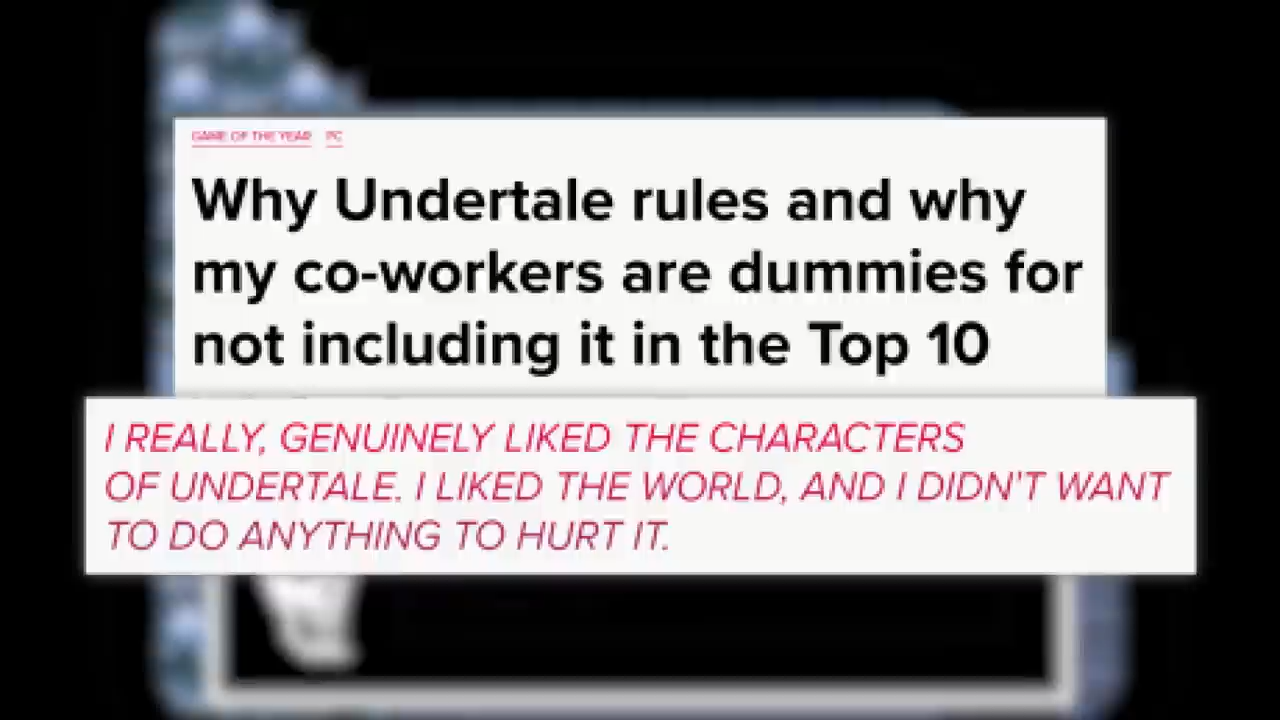 GAME OF THE YEAR PC
Why Undertale rules and why
my co-workers are dummies for
not including it in the Top 10
I REALLY, GENUINELY LIKED THE CHARACTERS
OF UNDERTALE. I LIKED THE WORLD, AND I DIDN'T WANT
TO DO ANYTHING TO HURT IT.